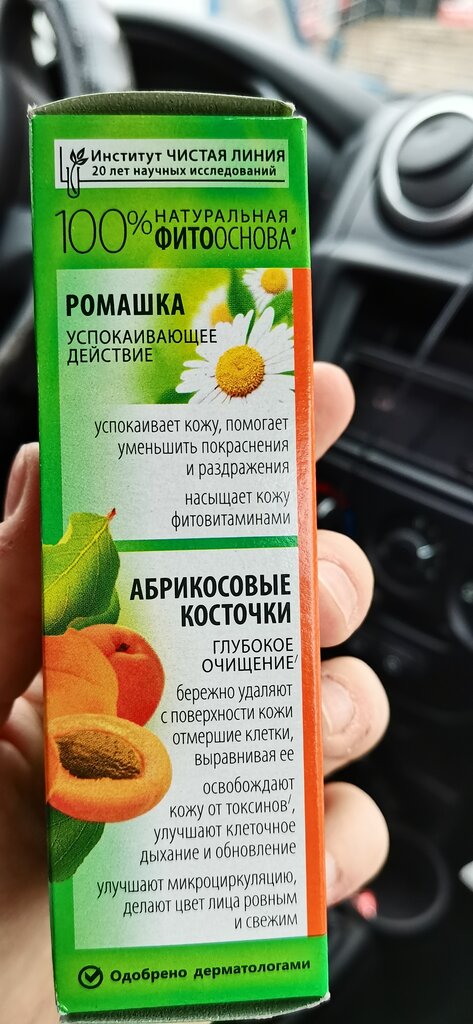 Институт ЧИСТАЯ ЛИНИЯ
20 лет научных исследований
100% НАТУРАЛЬНАЯ
ФИТООСНОВА*
РОМАШКА
УСПОКАИВАЮЩЕЕ
ДЕЙСТВИЕ
успокаивает кожу, помогает
уменьшить покраснения
и раздражения
насыщает кожу
фитовитаминами
АБРИКОСОВЫЕ
КОСТОЧКИ
ГЛУБОКОЕ
ОЧИЩЕНИЕ/
бережно удаляют
с поверхности кожи
отмершие клетки,
выравнивая ее
освобождают
кожу от токсинов/,
улучшают клеточное
дыхание и обновление
улучшают микроциркуляцию,
делают цвет лица ровным
и свежим
Одобрено дерматологами